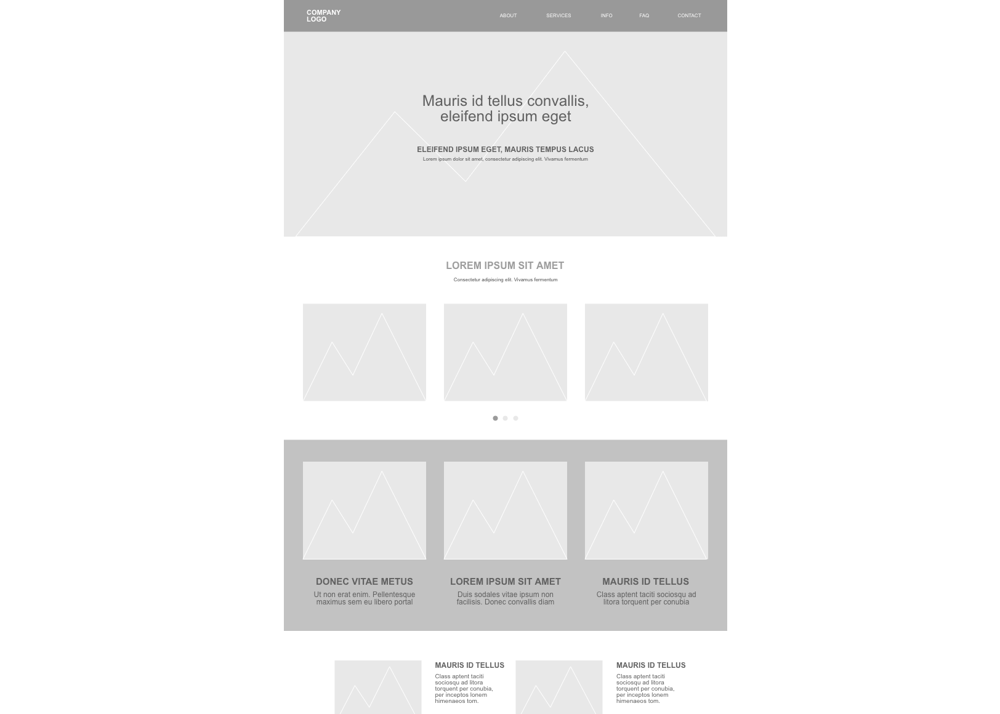 COMPANY
LOGO
ABOUT
SERVICES
INFO
FAQ
CONTACT
Mauris id tellus convallis,
eleifend ipsum eget
ELEIFEND IPSUM EGET, MAURIS TEMPUS LACUS
Lorem ipsum dolor sit amet, consectetur adipiscing elit. Vivamus fermentum
LOREM IPSUM SIT AMET
Consectetur adipiscing elit. Vivamus fermentum
DONEC VITAE METUS
Ut non erat enim. Pellentesque
maximus sem eu libero portal
LOREM IPSUM SIT AMET
Duis sodales vitae ipsum non
facilisis. Donec convallis diam
MAURIS ID TELLUS
Class aptent taciti sociosqu ad
litora torquent per conubia
MAURIS ID TELLUS
Class aptent taciti
sociosqu ad litora
torquent per conubia,
per inceptos lonem
himenaeos tom.
MAURIS ID TELLUS
Class aptent taciti
sociosqu ad litora
torquent per conubia,
per inceptos lonem
himenaeos tom.